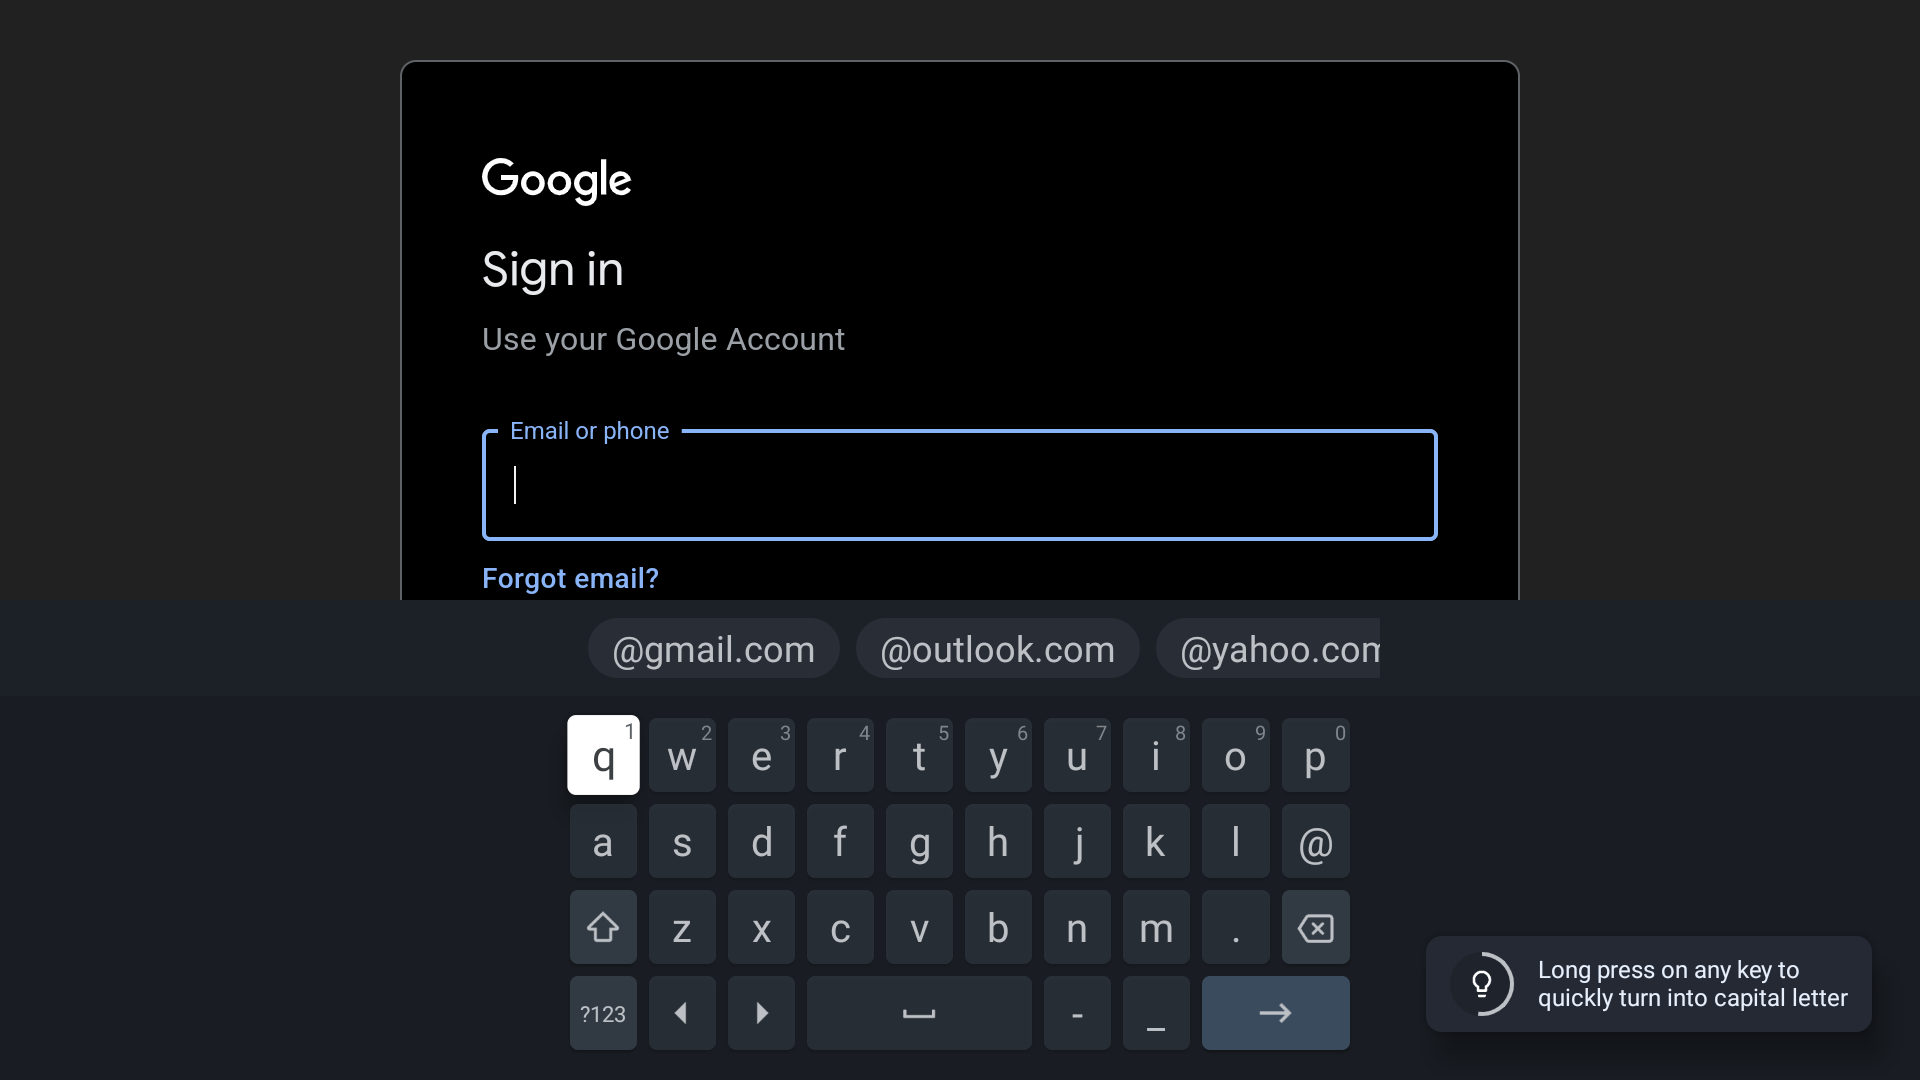 Google
Sign in
Use your Google Account
Email or phone
Forgot email?
@gmail.com @outlook.com @yahoo.com
q 1 w 2 e 3 r 4 t 5 y 6 u 7 i 8 o 9 p 0
a s d f g h j k l @
z x c v b n m .
?123 - _
Long press on any key to
quickly turn into capital letter